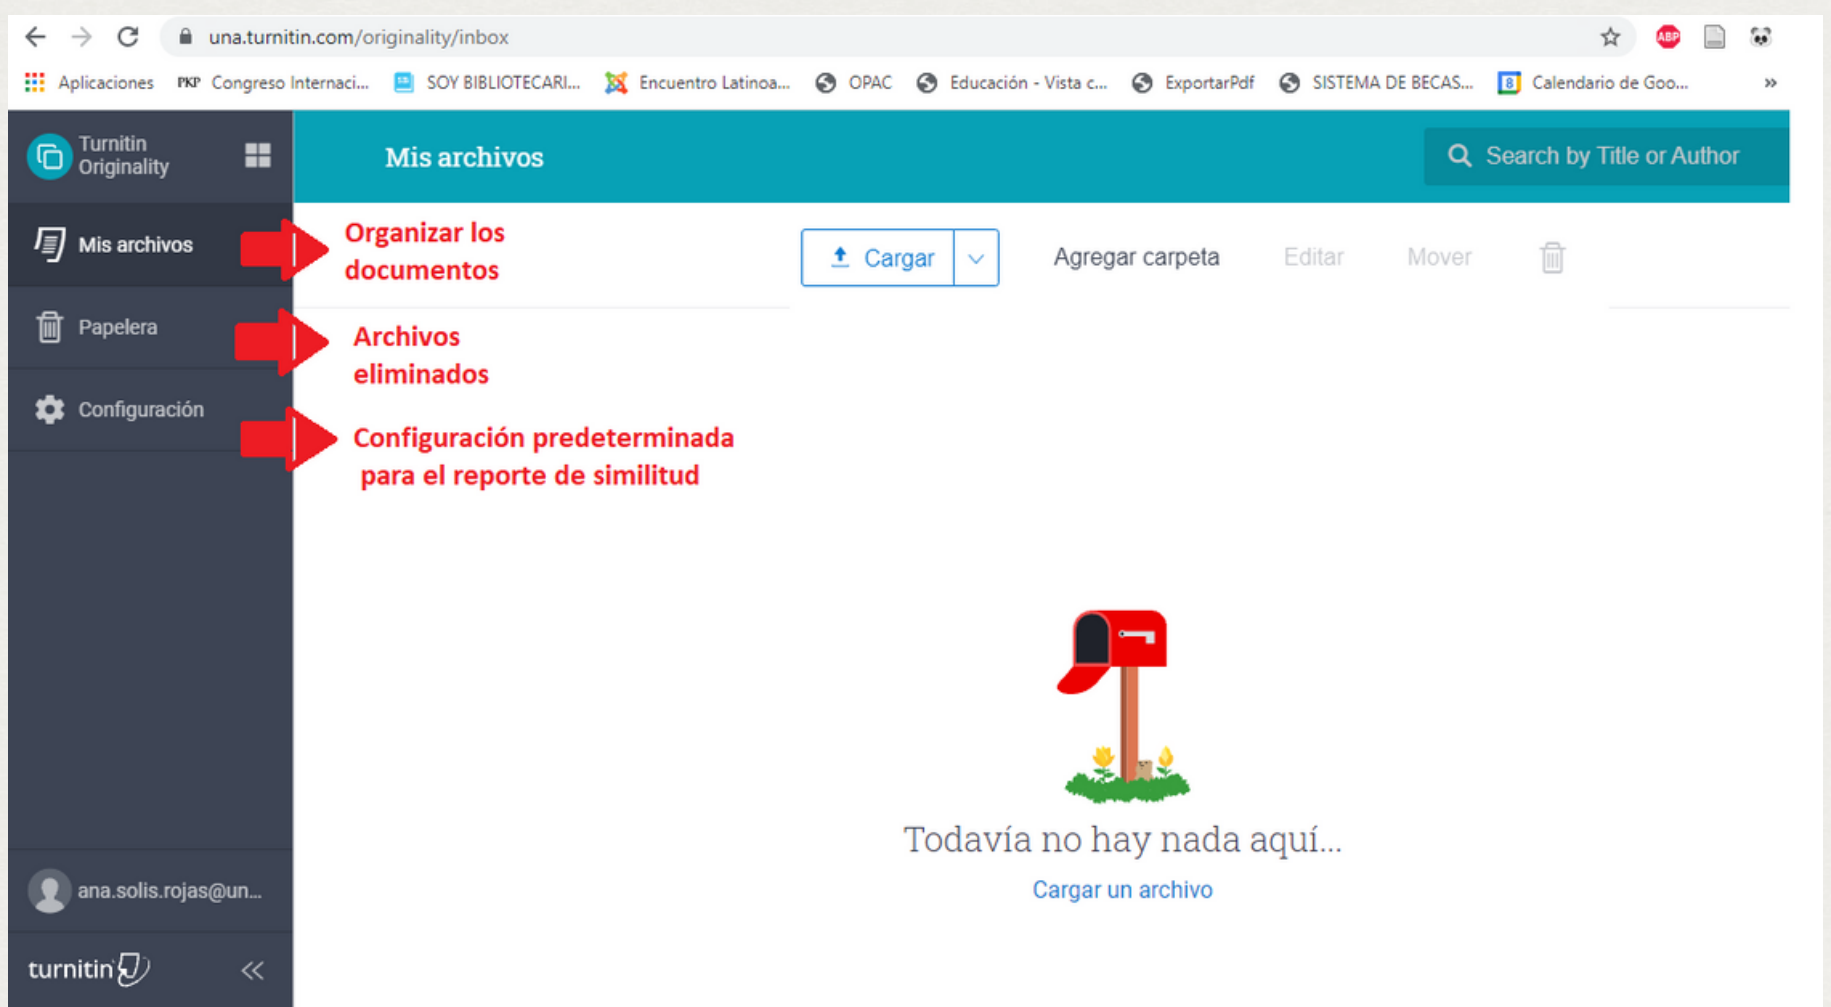 una.turnitin.com/originality/inbox
ABP
Aplicaciones PKP Congreso Internaci... SOY BIBLIOTECARI... Encuentro Latinoa... OPAC Educación - Vista c... ExportarPdf SISTEMA DE BECAS... 8 Calendario de Goo... »
Turnitin
Originality
Mis archivos
Search by Title or Author
Mis archivos
Organizar los
documentos
Cargar
Agregar carpeta
Editar
Mover
Papelera
Archivos
eliminados
Configuración
Configuración predeterminada
para el reporte de similitud
Todavía no hay nada aquí...
Cargar un archivo
ana.solis.rojas@un...
turnitin